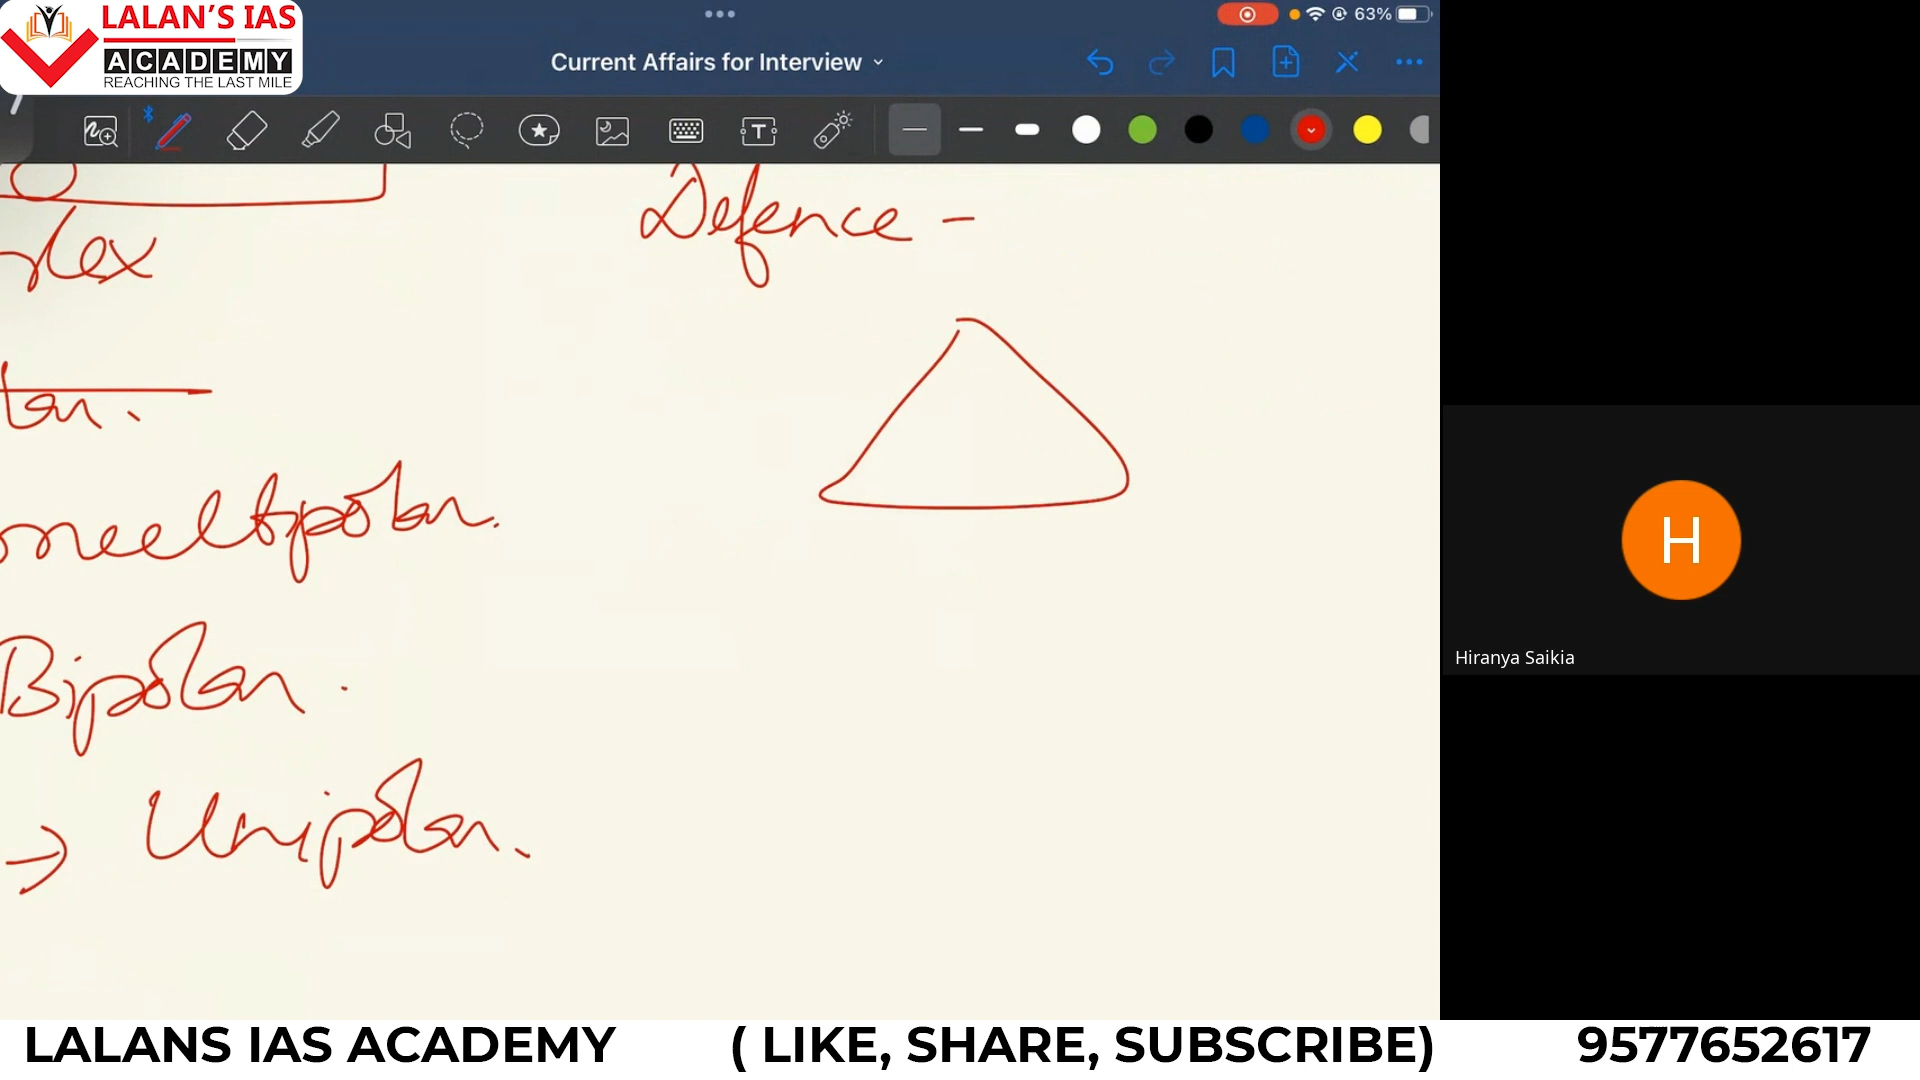 LALAN'S IAS
ACADEMY
REACHING THE LAST MILE
63%
Current Affairs for Interview
T
Defence -
lex
multipolar.
Bipolar.
→ Unipolar.
H
Hiranya Saikia
LALANS IAS ACADEMY ( LIKE, SHARE, SUBSCRIBE) 9577652617